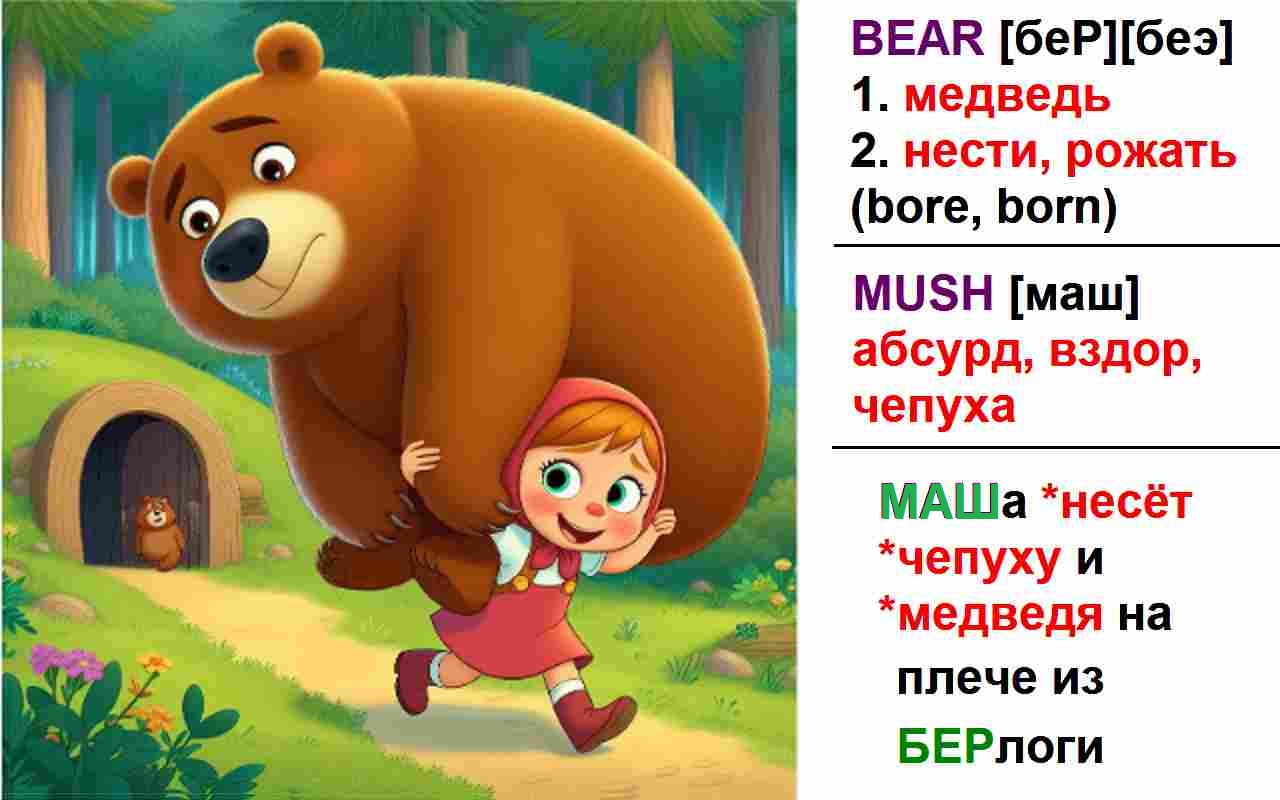 BEAR [беР][беэ]
1. медведь
2. нести, рожать
(bore, born)
MUSH [маш]
абсурд, вздор,
чепуха
МАШа *несёт
*чепуху и
*медведя на
плече из
БЕРлоги